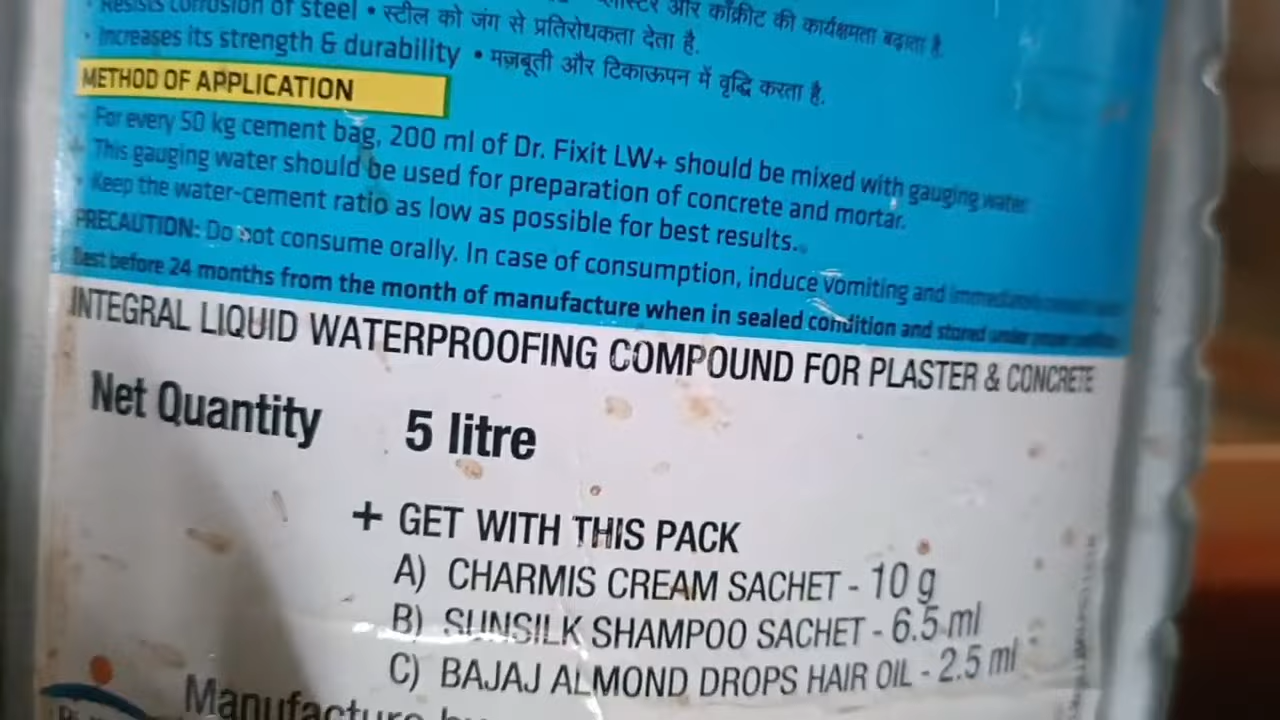 Resists corrosion of steel • स्टील को जंग से प्रतिरोधकता देता है.
प्लास्टर और काँक्रीट की कार्यक्षमता बढ़ाता है.
• Increases its strength & durability • मज़बूती और टिकाऊपन में वृद्धि करता है.
METHOD OF APPLICATION
For every 50 kg cement bag, 200 ml of Dr. Fixit LW+ should be mixed with gauging water
This gauging water should be used for preparation of concrete and mortar.
Keep the water-cement ratio as low as possible for best results.
PRECAUTION: Do not consume orally. In case of consumption, induce vomiting and
Best before 24 months from the month of manufacture when in sealed condition and stored under proper
INTEGRAL LIQUID WATERPROOFING COMPOUND FOR PLASTER & CONCRETE
Net Quantity 5 litre
+ GET WITH THIS PACK
A) CHARMIS CREAM SACHET - 10 g
B) SUNSILK SHAMPOO SACHET - 6.5 ml
C) BAJAJ ALMOND DROPS HAIR OIL - 2.5 ml
Manufacture